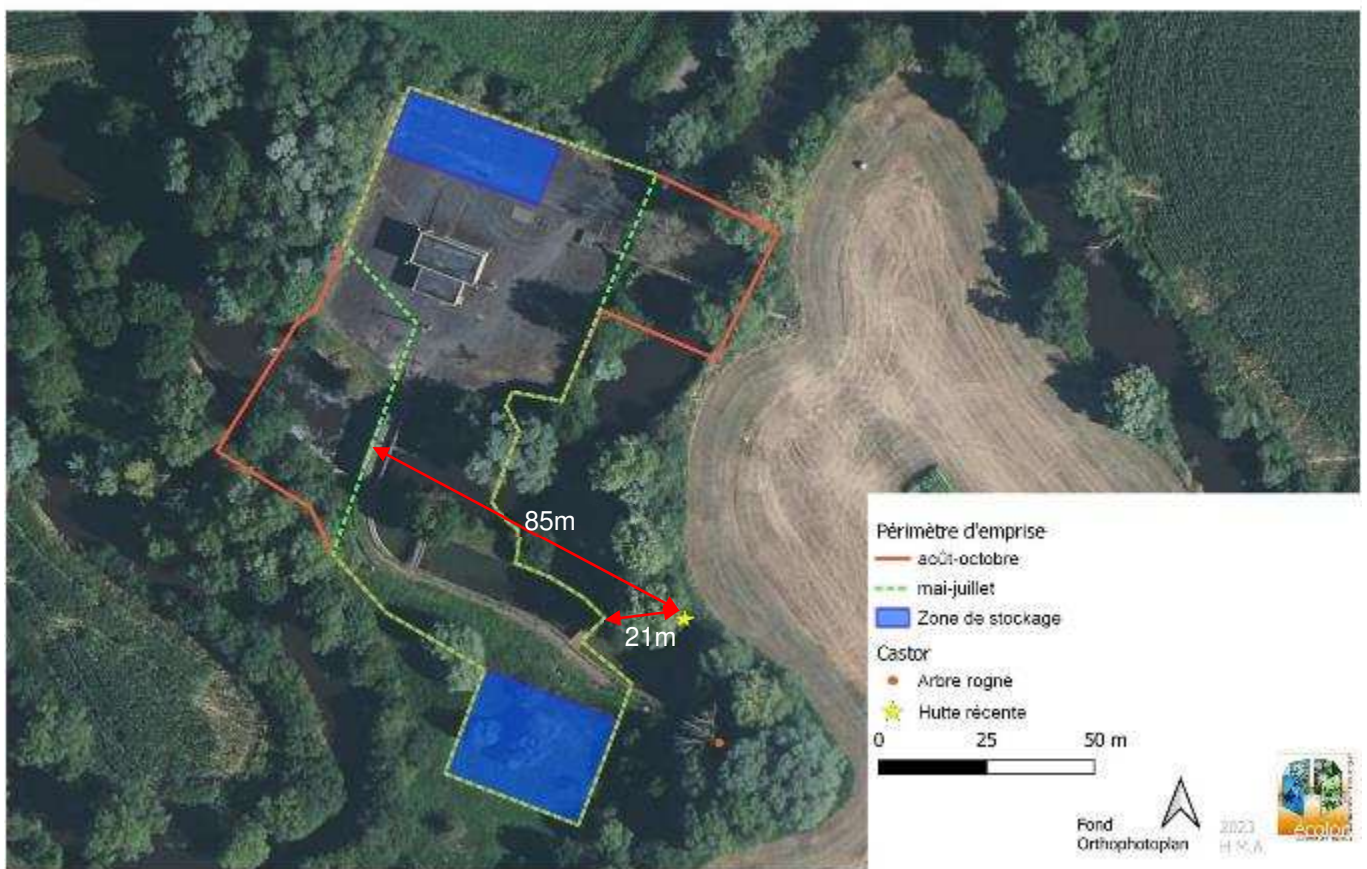 85m
21m
Périmètre d'emprise
août-octobre
mai-juillet
Zone de stockage
Castor
Arbre rogné
Hutte récente
0 25 50 m
Fond
Orthophotoplan
2023
H.M.A.
écolor